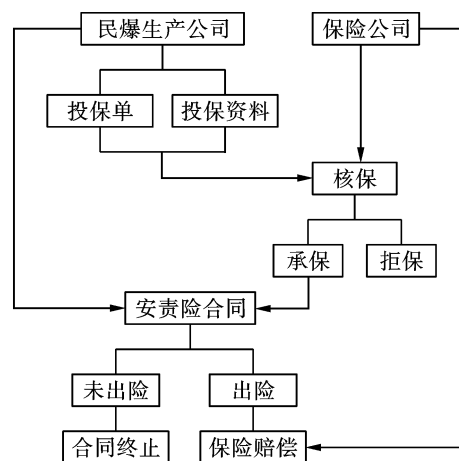 民爆生产公司
保险公司
投保单
投保资料
核保
承保
拒保
安责险合同
未出险
出险
合同终止
保险赔偿